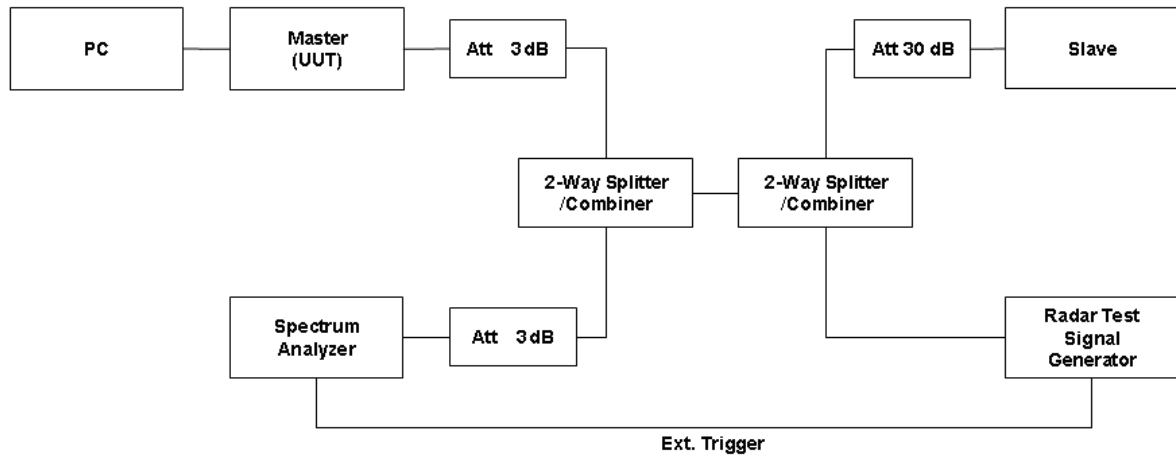 PC
Master
(UUT)
Att 3 dB
Att 30 dB
Slave
2-Way Splitter
/Combiner
2-Way Splitter
/Combiner
Spectrum
Analyzer
Att 3 dB
Radar Test
Signal
Generator
Ext. Trigger